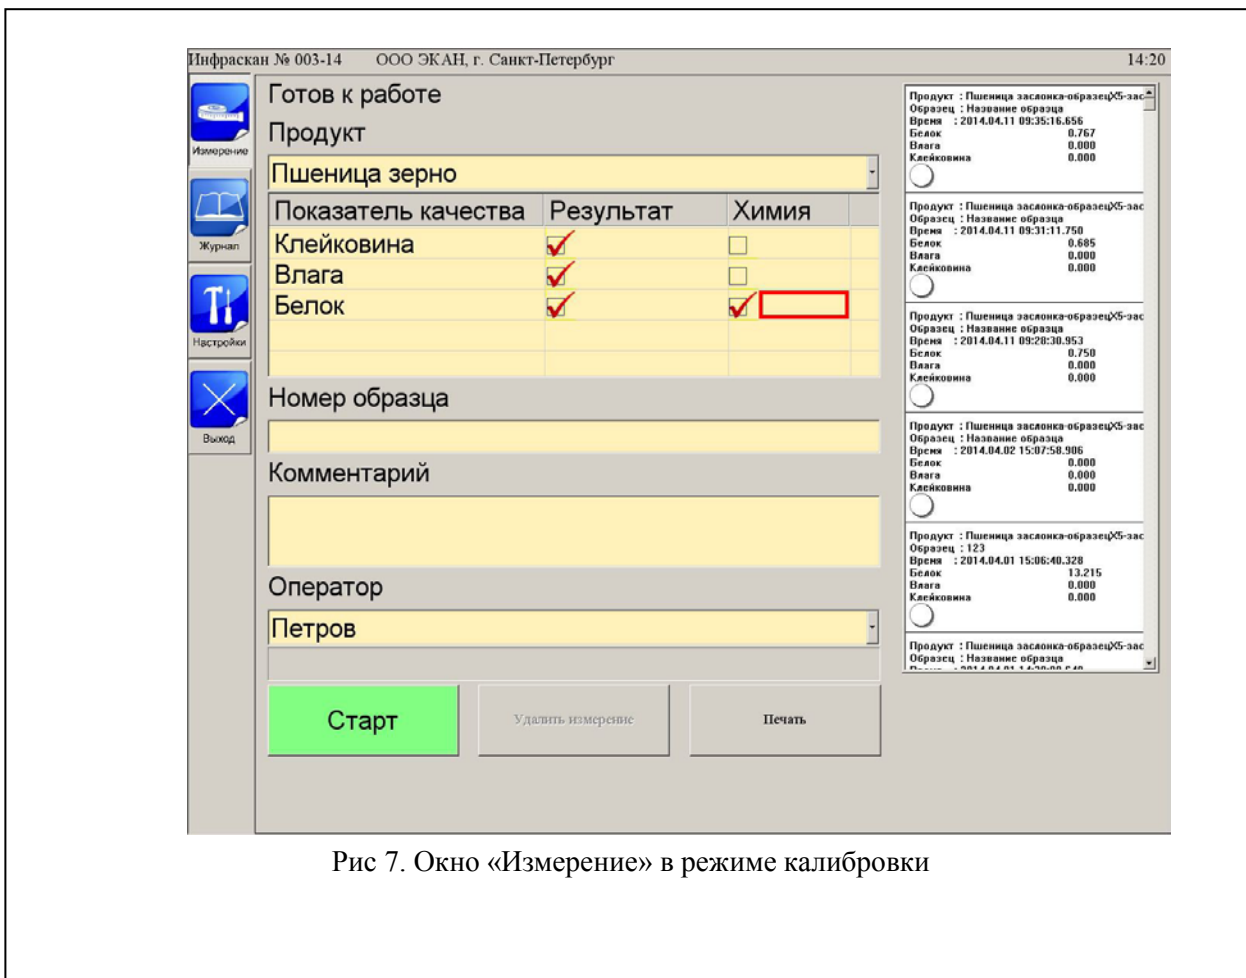 Инфраскан № 003-14 ООО ЭКАН, г. Санкт-Петербург 14:20
Измерение
Журнал
Настройки
Выход
Готов к работе
Продукт
Пшеница зерно
Показатель качества Результат Химия
Клейковина
Влага
Белок
Номер образца
Комментарий
Оператор
Петров
Старт
Удалить измерение
Печать
Продукт : Пшеница заслонка-образецX5-зас
Образец : Название образца
Время : 2014.04.11 09:35:16.656
Белок 0.767
Влага 0.000
Клейковина 0.000
Продукт : Пшеница заслонка-образецX5-зас
Образец : Название образца
Время : 2014.04.11 09:31:11.750
Белок 0.685
Влага 0.000
Клейковина 0.000
Продукт : Пшеница заслонка-образецX5-зас
Образец : Название образца
Время : 2014.04.11 09:28:30.953
Белок 0.750
Влага 0.000
Клейковина 0.000
Продукт : Пшеница заслонка-образецX5-зас
Образец : Название образца
Время : 2014.04.02 15:07:58.906
Белок 0.000
Влага 0.000
Клейковина 0.000
Продукт : Пшеница заслонка-образецX5-зас
Образец : 123
Время : 2014.04.01 15:06:40.328
Белок 13.215
Влага 0.000
Клейковина 0.000
Продукт : Пшеница заслонка-образецX5-зас
Образец : Название образца
Рис 7. Окно «Измерение» в режиме калибровки